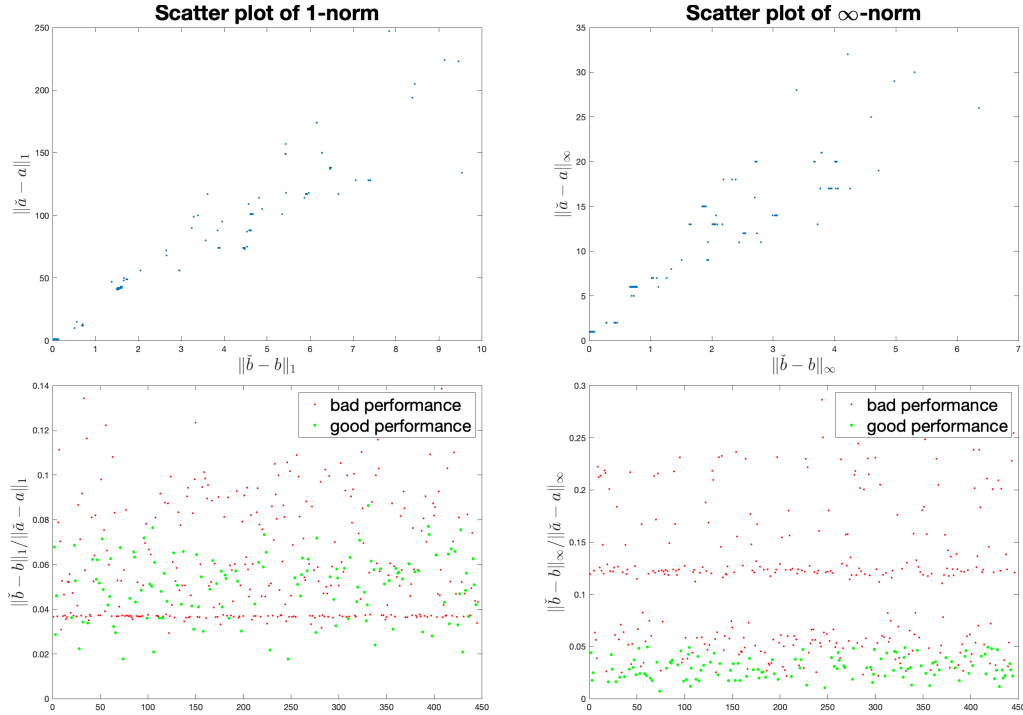 Scatter plot of 1-norm
250
200
150
100
50
0
‖ǎ − a‖₁
0 1 2 3 4 5 6 7 8 9 10
‖b̌ − b‖₁
Scatter plot of ∞-norm
35
30
25
20
15
10
5
0
‖ǎ − a‖∞
0 1 2 3 4 5 6 7
‖b̌ − b‖∞
0.14
0.12
0.1
0.08
0.06
0.04
0.02
0
‖b̌ − b‖₁/‖ǎ − a‖₁
bad performance
good performance
0 50 100 150 200 250 300 350 400 450
0.3
0.25
0.2
0.15
0.1
0.05
0
‖b̌ − b‖∞/‖ǎ − a‖∞
bad performance
good performance
0 50 100 150 200 250 300 350 400 450